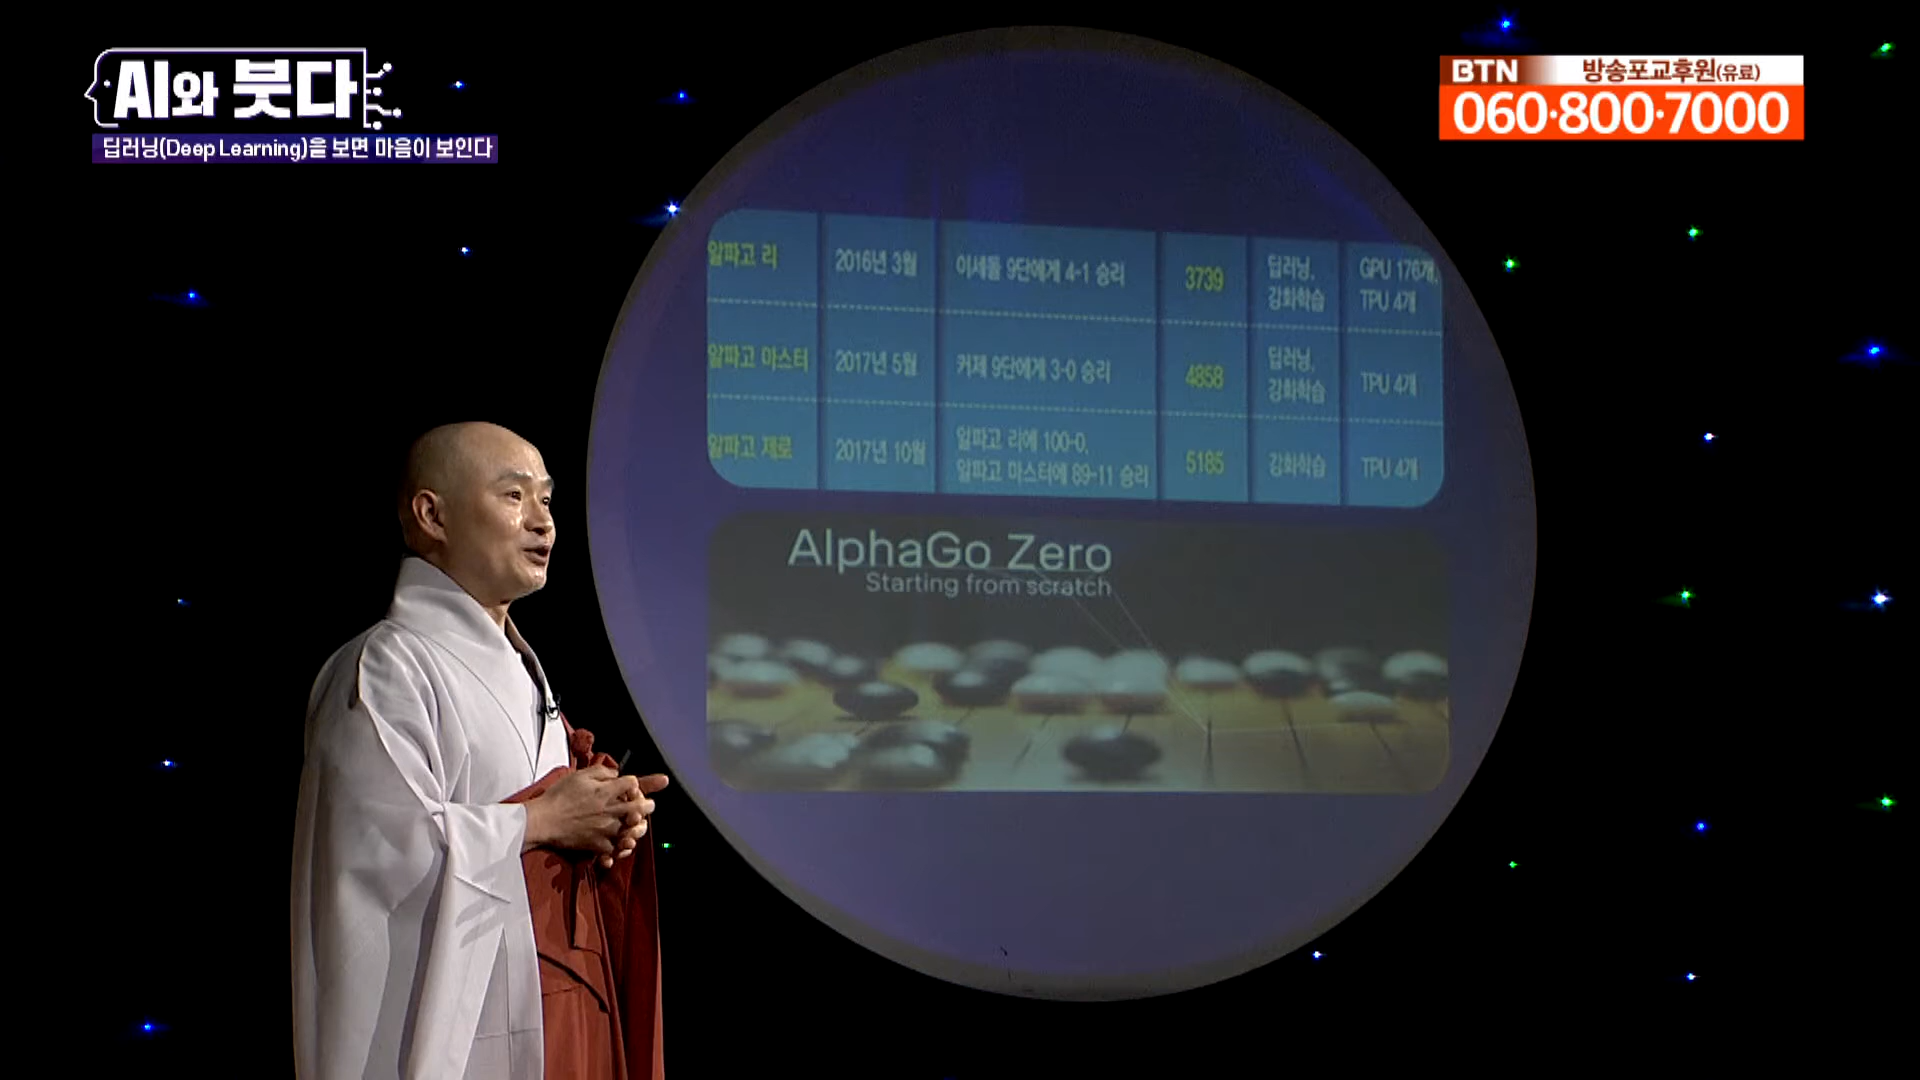 AI와 붓다
딥러닝(Deep Learning)을 보면 마음이 보인다
BTN 방송포교후원(유료)
060·800·7000
알파고 리 2016년 3월 이세돌 9단에게 4-1 승리 3739 딥러닝, 강화학습 GPU 176개, TPU 4개
알파고 마스터 2017년 5월 커제 9단에게 3-0 승리 4858 딥러닝, 강화학습 TPU 4개
알파고 제로 2017년 10월 알파고 리에 100-0, 알파고 마스터에 89-11 승리 5185 강화학습 TPU 4개
AlphaGo Zero
Starting from scratch